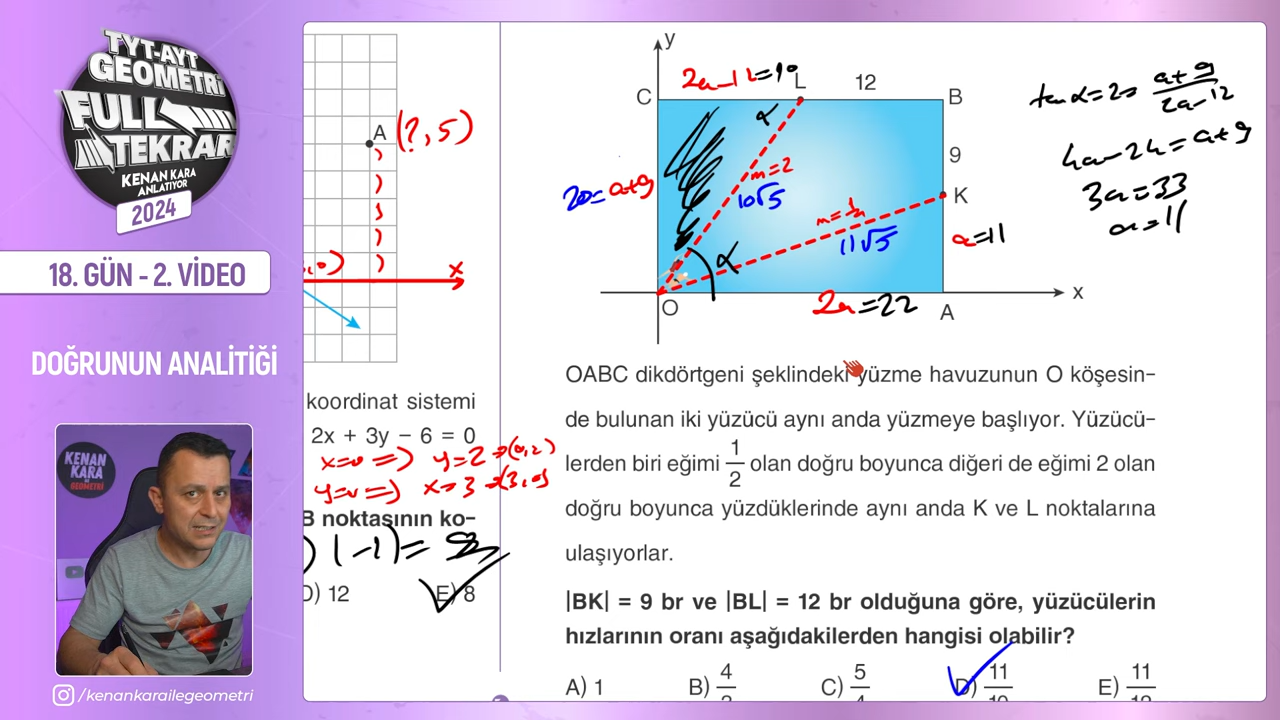 TYT-AYT
GEOMETRİ
FULL
TEKRAR
KENAN KARA
ANLATIYOR
2024
18. GÜN - 2. VİDEO
DOĞRUNUN ANALİTİĞİ
KENAN
KARA
GEOMETRİ
/kenankarailegeometri
A (?, 5)
x
koordinat sistemi
2x + 3y − 6 = 0
x=0 => y=2 → (0,2)
y=0 => x=3 → (3,0)
B noktasının ko-
) (-1) = 8
D) 12 E) 8
y
2a-12=10 L 12
C B
α
9
20=a+9 m=2
10√5
K
m=1/2
11√5
a=11
α
O 2a=22 A x
tanα=2= a+9/2a-12
4a-24=a+9
3a=33
a=11
OABC dikdörtgeni şeklindeki yüzme havuzunun O köşesin-
de bulunan iki yüzücü aynı anda yüzmeye başlıyor. Yüzücü-
lerden biri eğimi 1/2 olan doğru boyunca diğeri de eğimi 2 olan
doğru boyunca yüzdüklerinde aynı anda K ve L noktalarına
ulaşıyorlar.
|BK| = 9 br ve |BL| = 12 br olduğuna göre, yüzücülerin
hızlarının oranı aşağıdakilerden hangisi olabilir?
A) 1 B) 4/3 C) 5/4 D) 11/10 E) 11/12